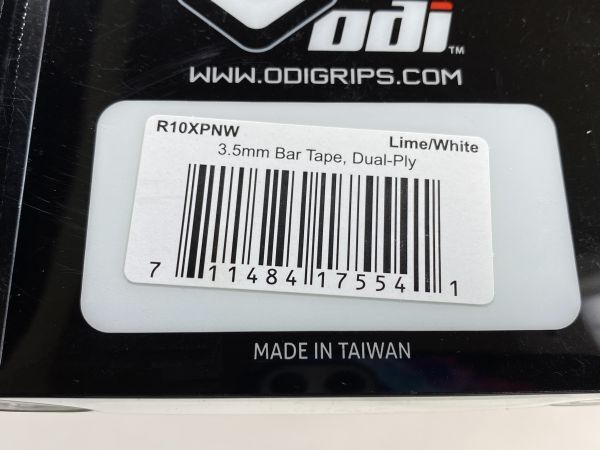 odi™
WWW.ODIGRIPS.COM
R10XPNW Lime/White
3.5mm Bar Tape, Dual-Ply
7 11484 17554 1
MADE IN TAIWAN